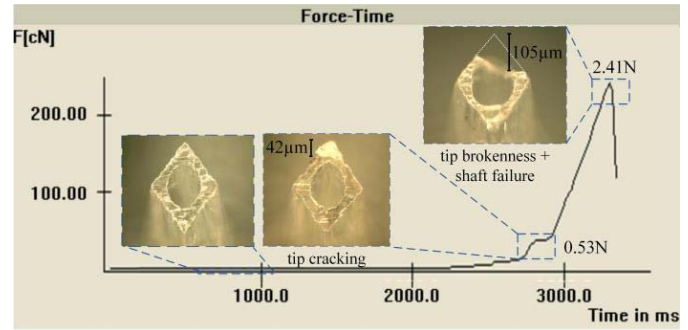 Force-Time
F[cN]
105µm
2.41N
200.00
42µm
tip brokenness +
shaft failure
100.00
0.53N
tip cracking
1000.0
2000.0
3000.0
Time in ms